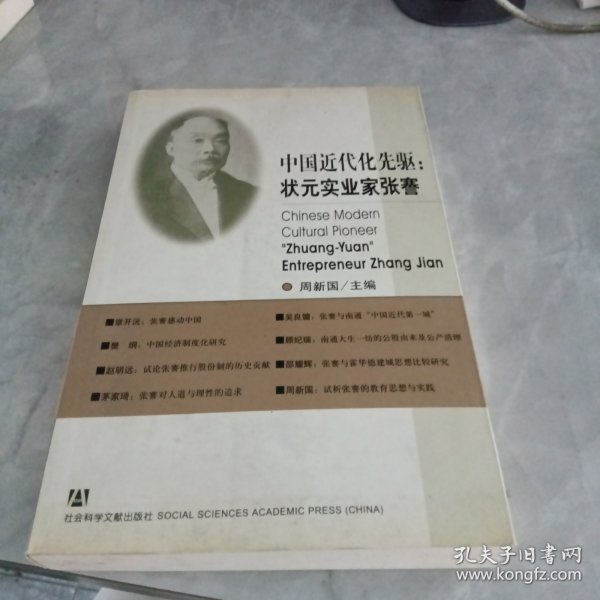 中国近代化先驱：
状元实业家张謇
Chinese Modern
Cultural Pioneer
"Zhuang-Yuan"
Entrepreneur Zhang Jian
周新国/主编
■章开沅：张謇感动中国
■樊 纲：中国经济制度化研究
■赵明远：试论张謇推行股份制的历史贡献
■茅家琦：张謇对人道与理性的追求
■吴良镛：张謇与南通“中国近代第一城”
■顾纪瑞：南通大生一纺的公股由来及公产清理
■邵耀辉：张謇与霍华德建城思想比较研究
■周新国：试析张謇的教育思想与实践
社会科学文献出版社 SOCIAL SCIENCES ACADEMIC PRESS (CHINA)
孔夫子旧书网
www.kongfz.com